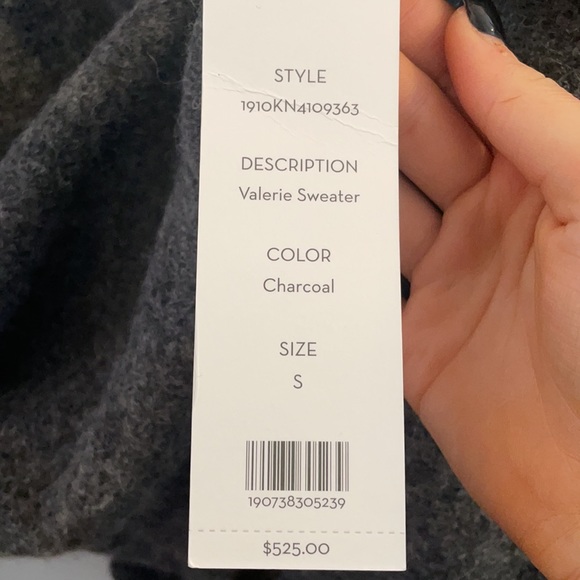 STYLE
1910KN4109363
DESCRIPTION
Valerie Sweater
COLOR
Charcoal
SIZE
S
190738305239
$525.00